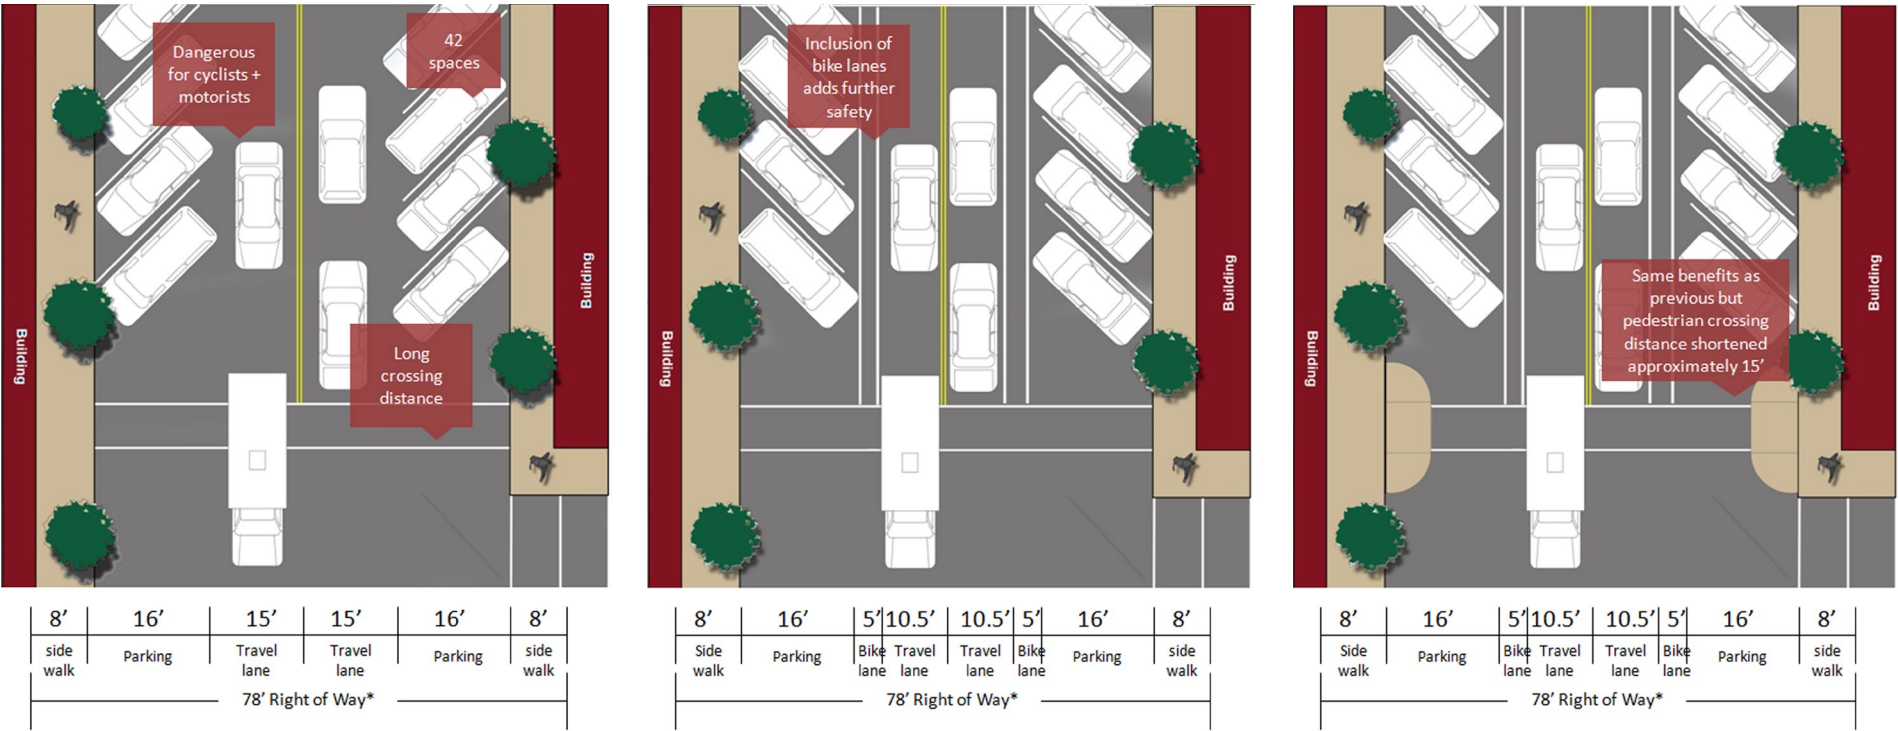 Dangerous
for cyclists +
motorists
42
spaces
Long
crossing
distance
Building
Building
8’ 16’ 15’ 15’ 16’ 8’
side
walk
Parking
Travel
lane
Travel
lane
Parking
side
walk
78’ Right of Way*
Inclusion of
bike lanes
adds further
safety
Building
Building
8’ 16’ 5’ 10.5’ 10.5’ 5’ 16’ 8’
Side
walk
Parking
Bike
lane
Travel
lane
Travel
lane
Bike
lane
Parking
side
walk
78’ Right of Way*
Same benefits as
previous but
pedestrian crossing
distance shortened
approximately 15’
Building
Building
8’ 16’ 5’ 10.5’ 10.5’ 5’ 16’ 8’
Side
walk
Parking
Bike
lane
Travel
lane
Travel
lane
Bike
lane
Parking
side
walk
78’ Right of Way*